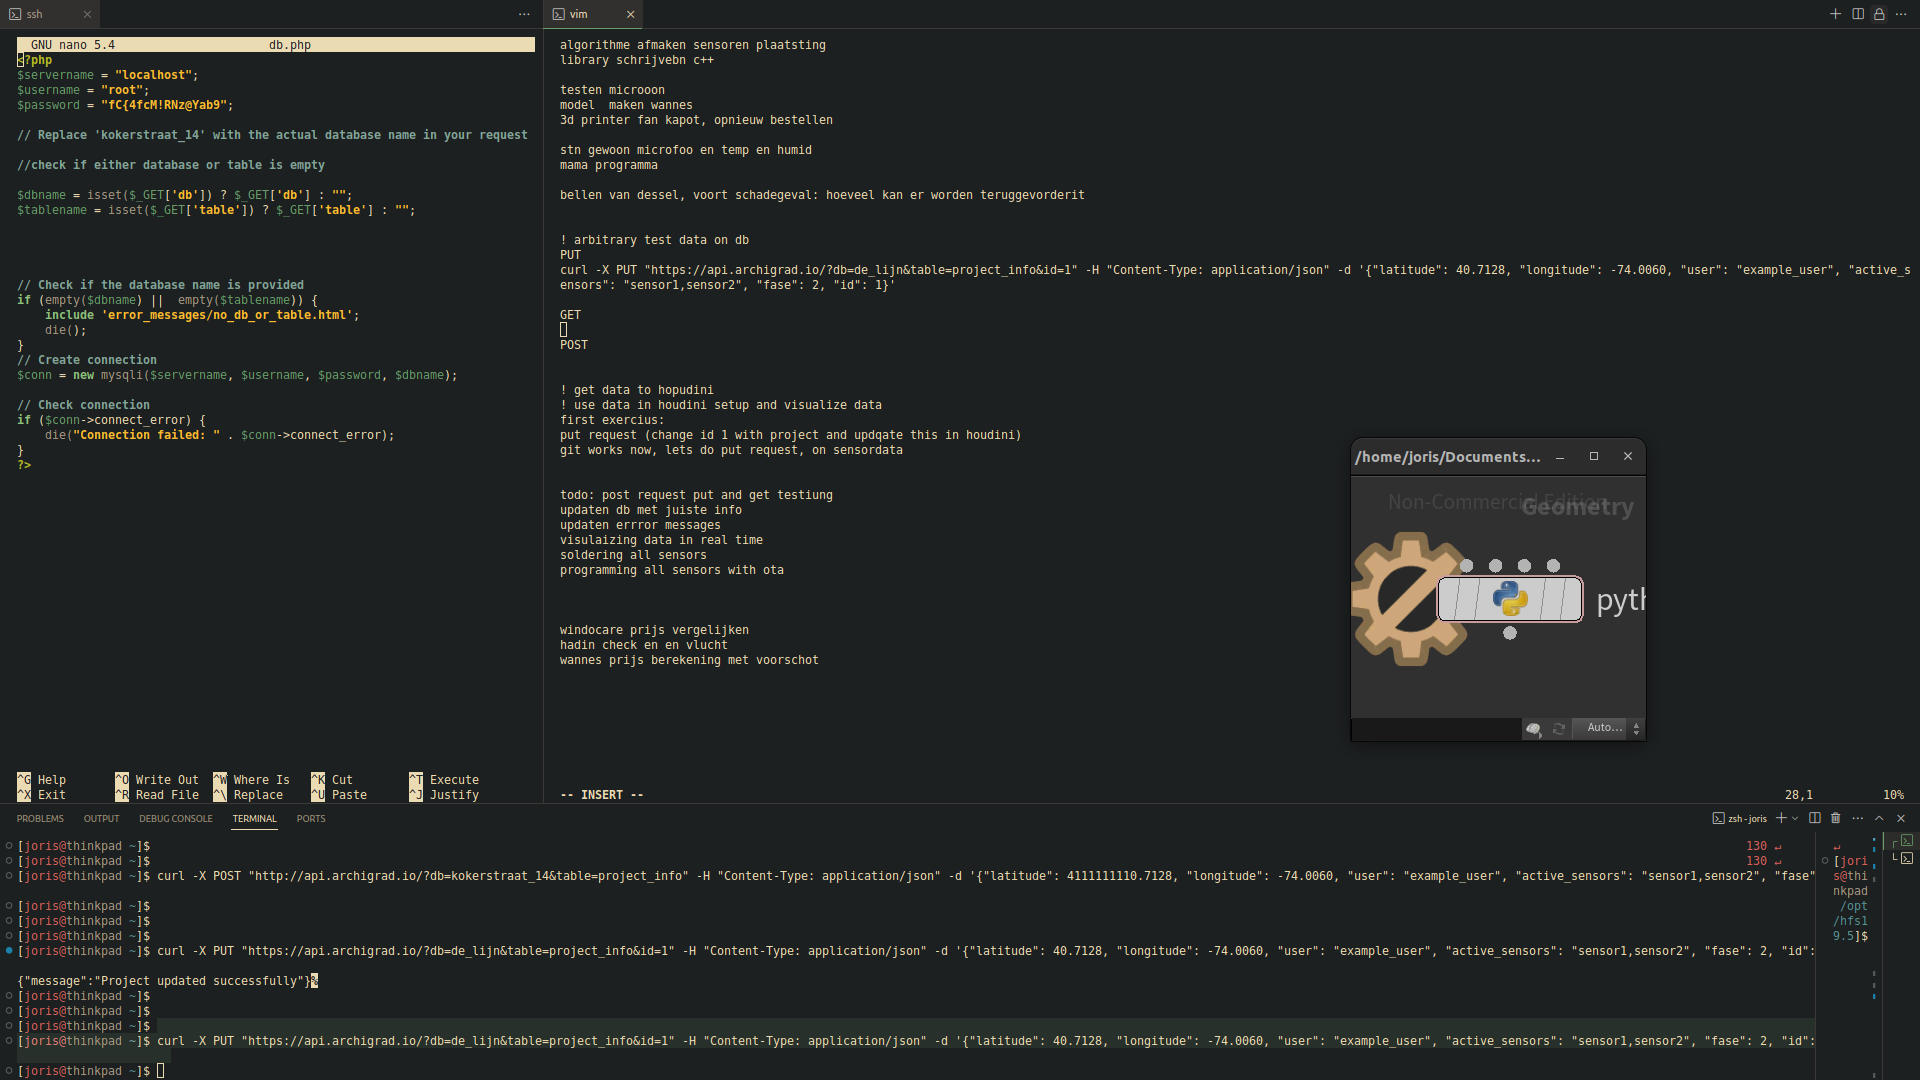 ssh
GNU nano 5.4 db.php
<?php
$servername = "localhost";
$username = "root";
$password = "fC{4fcM!RNz@Yab9";
// Replace 'kokerstraat_14' with the actual database name in your request
//check if either database or table is empty
$dbname = isset($_GET['db']) ? $_GET['db'] : "";
$tablename = isset($_GET['table']) ? $_GET['table'] : "";
// Check if the database name is provided
if (empty($dbname) || empty($tablename)) {
include 'error_messages/no_db_or_table.html';
die();
}
// Create connection
$conn = new mysqli($servername, $username, $password, $dbname);
// Check connection
if ($conn->connect_error) {
die("Connection failed: " . $conn->connect_error);
}
?>
^G Help ^O Write Out ^W Where Is ^K Cut ^T Execute
^X Exit ^R Read File ^\ Replace ^U Paste ^J Justify
vim
algorithme afmaken sensoren plaatsting
library schrijvebn c++
testen microoon
model maken wannes
3d printer fan kapot, opnieuw bestellen
stn gewoon microfoo en temp en humid
mama programma
bellen van dessel, voort schadegeval: hoeveel kan er worden teruggevorderit
! arbitrary test data on db
PUT
curl -X PUT "https://api.archigrad.io/?db=de_lijn&table=project_info&id=1" -H "Content-Type: application/json" -d '{"latitude": 40.7128, "longitude": -74.0060, "user": "example_user", "active_s
ensors": "sensor1,sensor2", "fase": 2, "id": 1}'
GET
POST
! get data to hopudini
! use data in houdini setup and visualize data
first exercius:
put request (change id 1 with project and updqate this in houdini)
git works now, lets do put request, on sensordata
todo: post request put and get testiung
updaten db met juiste info
updaten errror messages
visulaizing data in real time
soldering all sensors
programming all sensors with ota
windocare prijs vergelijken
hadin check en en vlucht
wannes prijs berekening met voorschot
-- INSERT -- 28,1 10%
/home/joris/Documents...
Non-Commercial Edition
Geometry
pyth
Auto...
PROBLEMS OUTPUT DEBUG CONSOLE TERMINAL PORTS zsh - joris
[joris@thinkpad ~]$ 130 ↵
[joris@thinkpad ~]$ 130 ↵
[joris@thinkpad ~]$ curl -X POST "http://api.archigrad.io/?db=kokerstraat_14&table=project_info" -H "Content-Type: application/json" -d '{"latitude": 4111111110.7128, "longitude": -74.0060, "user": "example_user", "active_sensors": "sensor1,sensor2", "fase"
[joris@thinkpad ~]$
[joris@thinkpad ~]$
[joris@thinkpad ~]$
[joris@thinkpad ~]$ curl -X PUT "https://api.archigrad.io/?db=de_lijn&table=project_info&id=1" -H "Content-Type: application/json" -d '{"latitude": 40.7128, "longitude": -74.0060, "user": "example_user", "active_sensors": "sensor1,sensor2", "fase": 2, "id":
{"message":"Project updated successfully"}%
[joris@thinkpad ~]$
[joris@thinkpad ~]$
[joris@thinkpad ~]$
[joris@thinkpad ~]$ curl -X PUT "https://api.archigrad.io/?db=de_lijn&table=project_info&id=1" -H "Content-Type: application/json" -d '{"latitude": 40.7128, "longitude": -74.0060, "user": "example_user", "active_sensors": "sensor1,sensor2", "fase": 2, "id":
[joris@thinkpad ~]$
↵
[jori
s@thi
nkpad
/opt
/hfs1
9.5]$